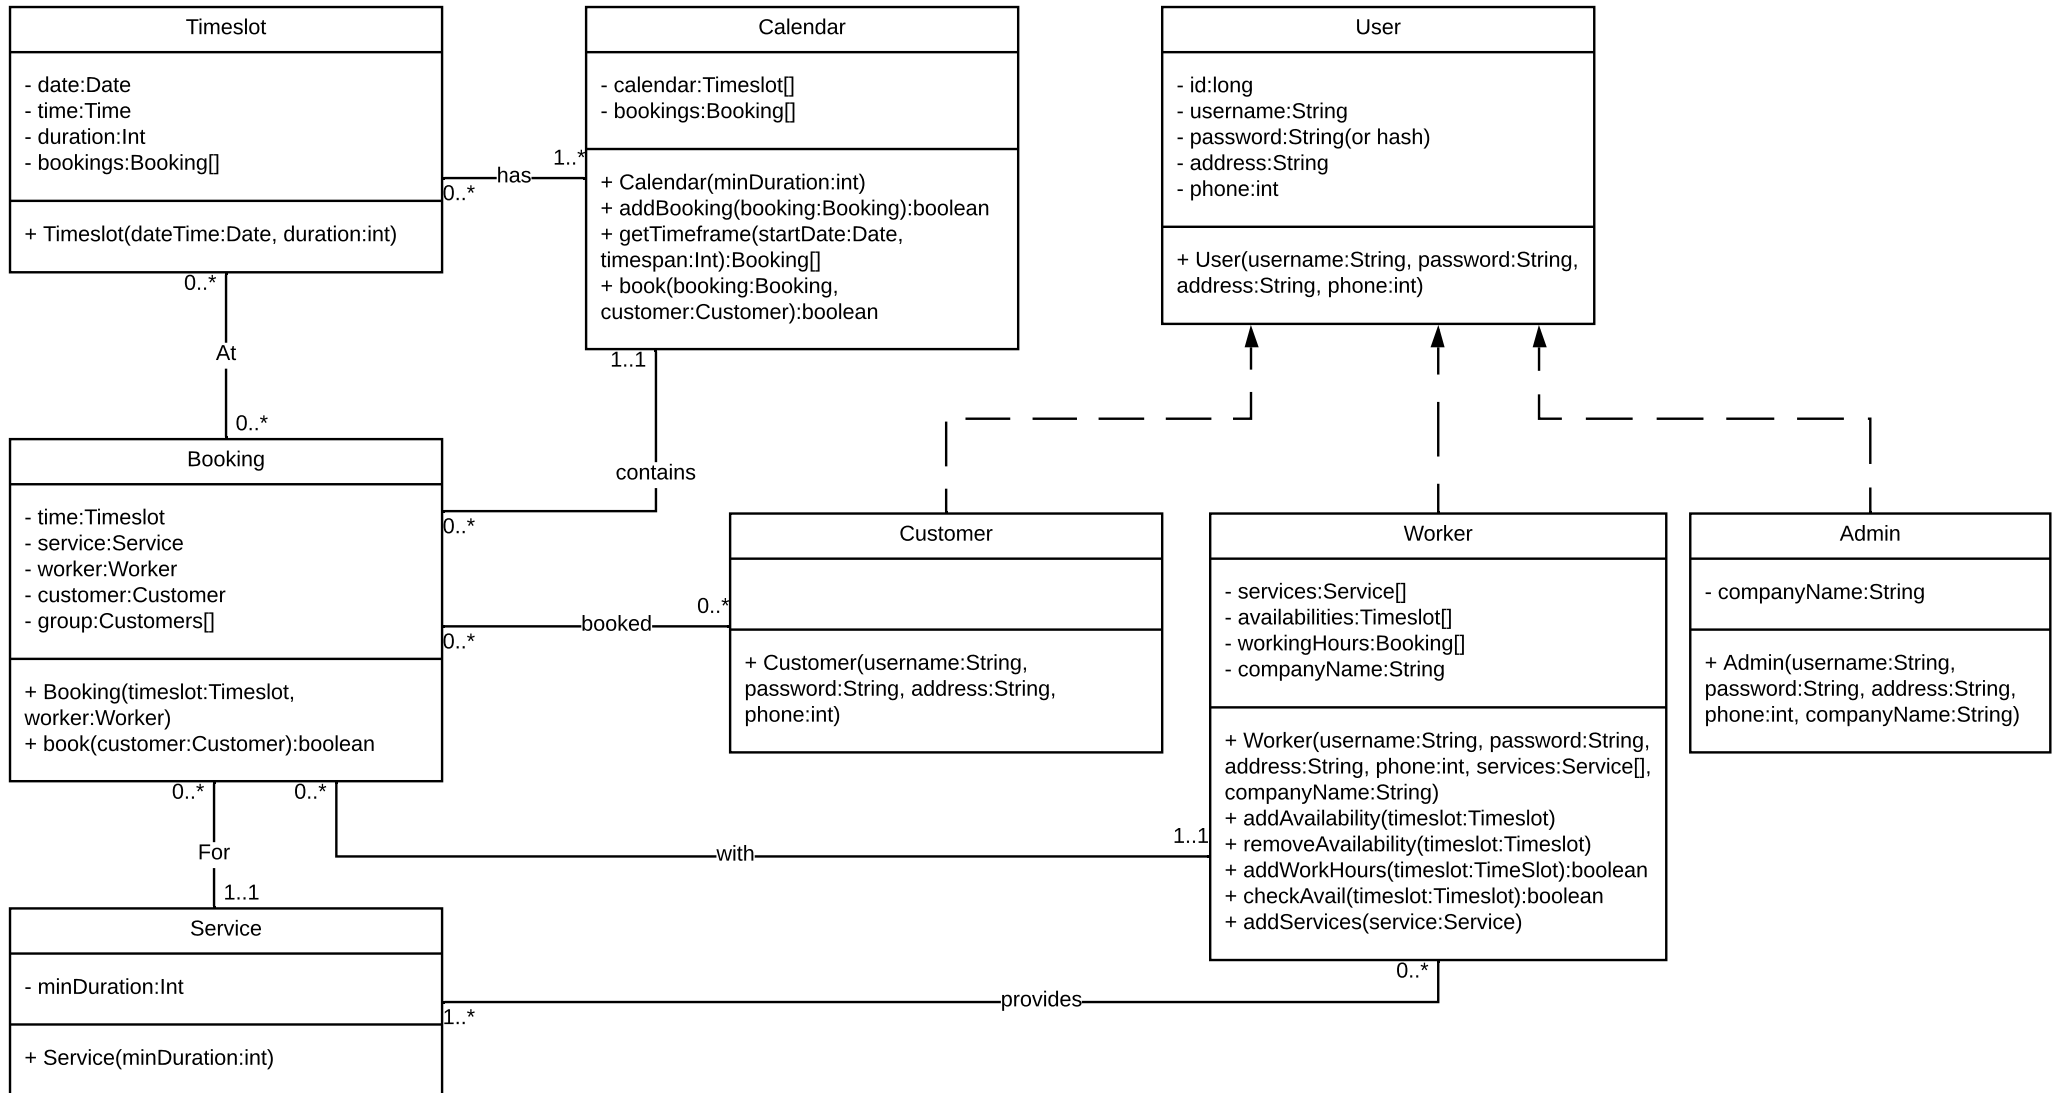 Timeslot
- date:Date
- time:Time
- duration:Int
- bookings:Booking[]
+ Timeslot(dateTime:Date, duration:int)
Calendar
- calendar:Timeslot[]
- bookings:Booking[]
+ Calendar(minDuration:int)
+ addBooking(booking:Booking):boolean
+ getTimeframe(startDate:Date,
timespan:Int):Booking[]
+ book(booking:Booking,
customer:Customer):boolean
User
- id:long
- username:String
- password:String(or hash)
- address:String
- phone:int
+ User(username:String, password:String,
address:String, phone:int)
1..*
has
0..*
0..*
At
0..*
1..1
contains
0..*
Booking
- time:Timeslot
- service:Service
- worker:Worker
- customer:Customer
- group:Customers[]
+ Booking(timeslot:Timeslot,
worker:Worker)
+ book(customer:Customer):boolean
0..*
booked
0..*
Customer
+ Customer(username:String,
password:String, address:String,
phone:int)
Worker
- services:Service[]
- availabilities:Timeslot[]
- workingHours:Booking[]
- companyName:String
+ Worker(username:String, password:String,
address:String, phone:int, services:Service[],
companyName:String)
+ addAvailability(timeslot:Timeslot)
+ removeAvailability(timeslot:Timeslot)
+ addWorkHours(timeslot:TimeSlot):boolean
+ checkAvail(timeslot:Timeslot):boolean
+ addServices(service:Service)
Admin
- companyName:String
+ Admin(username:String,
password:String, address:String,
phone:int, companyName:String)
0..*
For
1..1
0..*
with
1..1
Service
- minDuration:Int
+ Service(minDuration:int)
1..*
provides
0..*